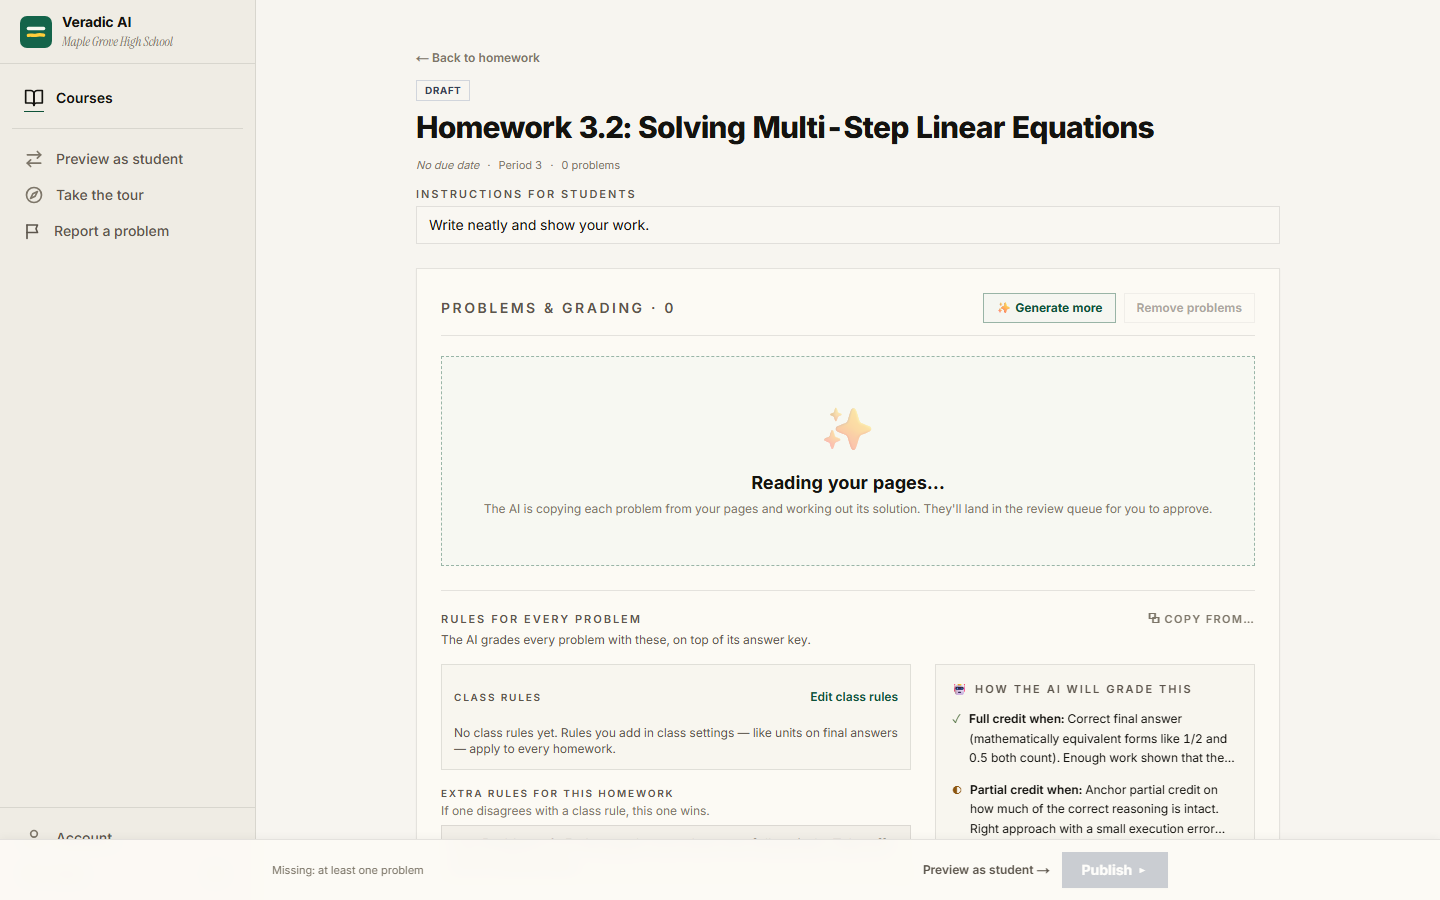 Veradic AI
Maple Grove High School
Courses
Preview as student
Take the tour
Report a problem
Account
← Back to homework
DRAFT
Homework 3.2: Solving Multi-Step Linear Equations
No due date · Period 3 · 0 problems
INSTRUCTIONS FOR STUDENTS
Write neatly and show your work.
PROBLEMS & GRADING · 0
✨ Generate more
Remove problems
Reading your pages...
The AI is copying each problem from your pages and working out its solution. They'll land in the review queue for you to approve.
RULES FOR EVERY PROBLEM
COPY FROM...
The AI grades every problem with these, on top of its answer key.
CLASS RULES
Edit class rules
No class rules yet. Rules you add in class settings — like units on final answers
— apply to every homework.
EXTRA RULES FOR THIS HOMEWORK
If one disagrees with a class rule, this one wins.
HOW THE AI WILL GRADE THIS
✓ Full credit when: Correct final answer
(mathematically equivalent forms like 1/2 and
0.5 both count). Enough work shown that the...
Partial credit when: Anchor partial credit on
how much of the correct reasoning is intact.
Right approach with a small execution error...
Missing: at least one problem
Preview as student →
Publish ▸